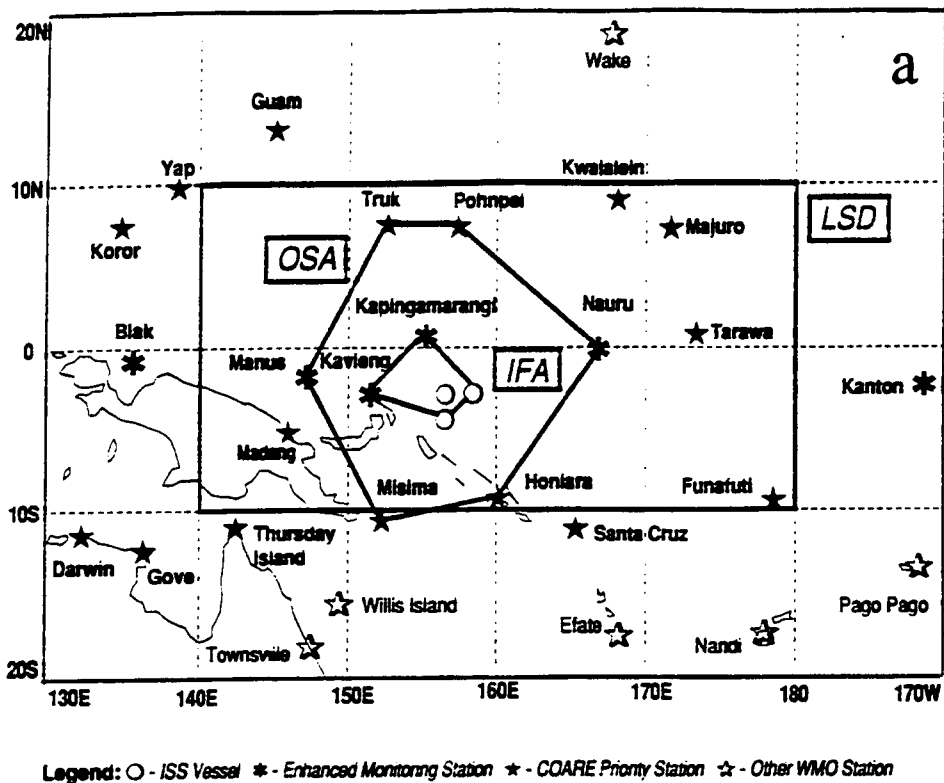 20N
Wake
a
Guam
Yap
Kwalalein
10N
Truk
Pohnpei
LSD
Koror
OSA
Majuro
Kapingamarangi
Nauru
Biak
Tarawa
0
Manus
Kavieng
IFA
Kanton
Madang
Misima
Honiara
Funafuti
10S
Thursday
Island
Santa Cruz
Darwin
Gove
Willis Island
Efate
Pago Pago
Townsville
Nandi
20S
130E 140E 150E 160E 170E 180 170W
Legend: - ISS Vessel - Enhanced Monitoring Station - COARE Priority Station - Other WMO Station